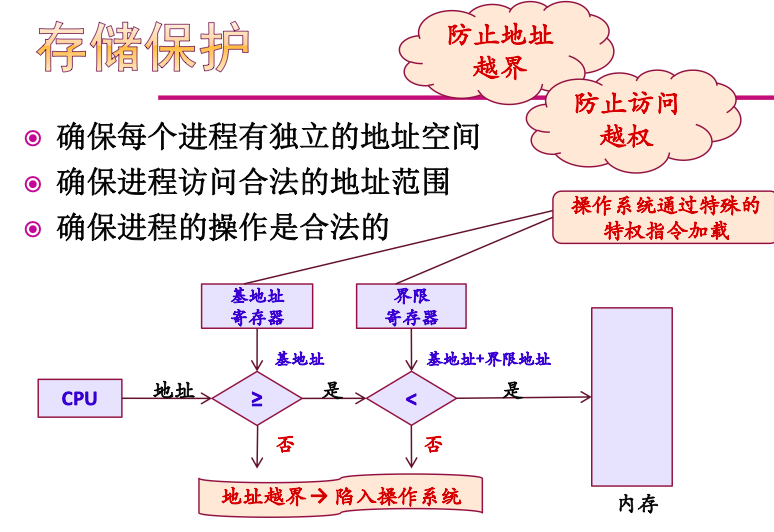 存储保护
防止地址
越界
防止访问
越权
确保每个进程有独立的地址空间
确保进程访问合法的地址范围
确保进程的操作是合法的
操作系统通过特殊的
特权指令加载
基地址
寄存器
界限
寄存器
基地址
基地址+界限地址
CPU
地址
≥
是
<
是
否
否
地址越界→陷入操作系统
内存